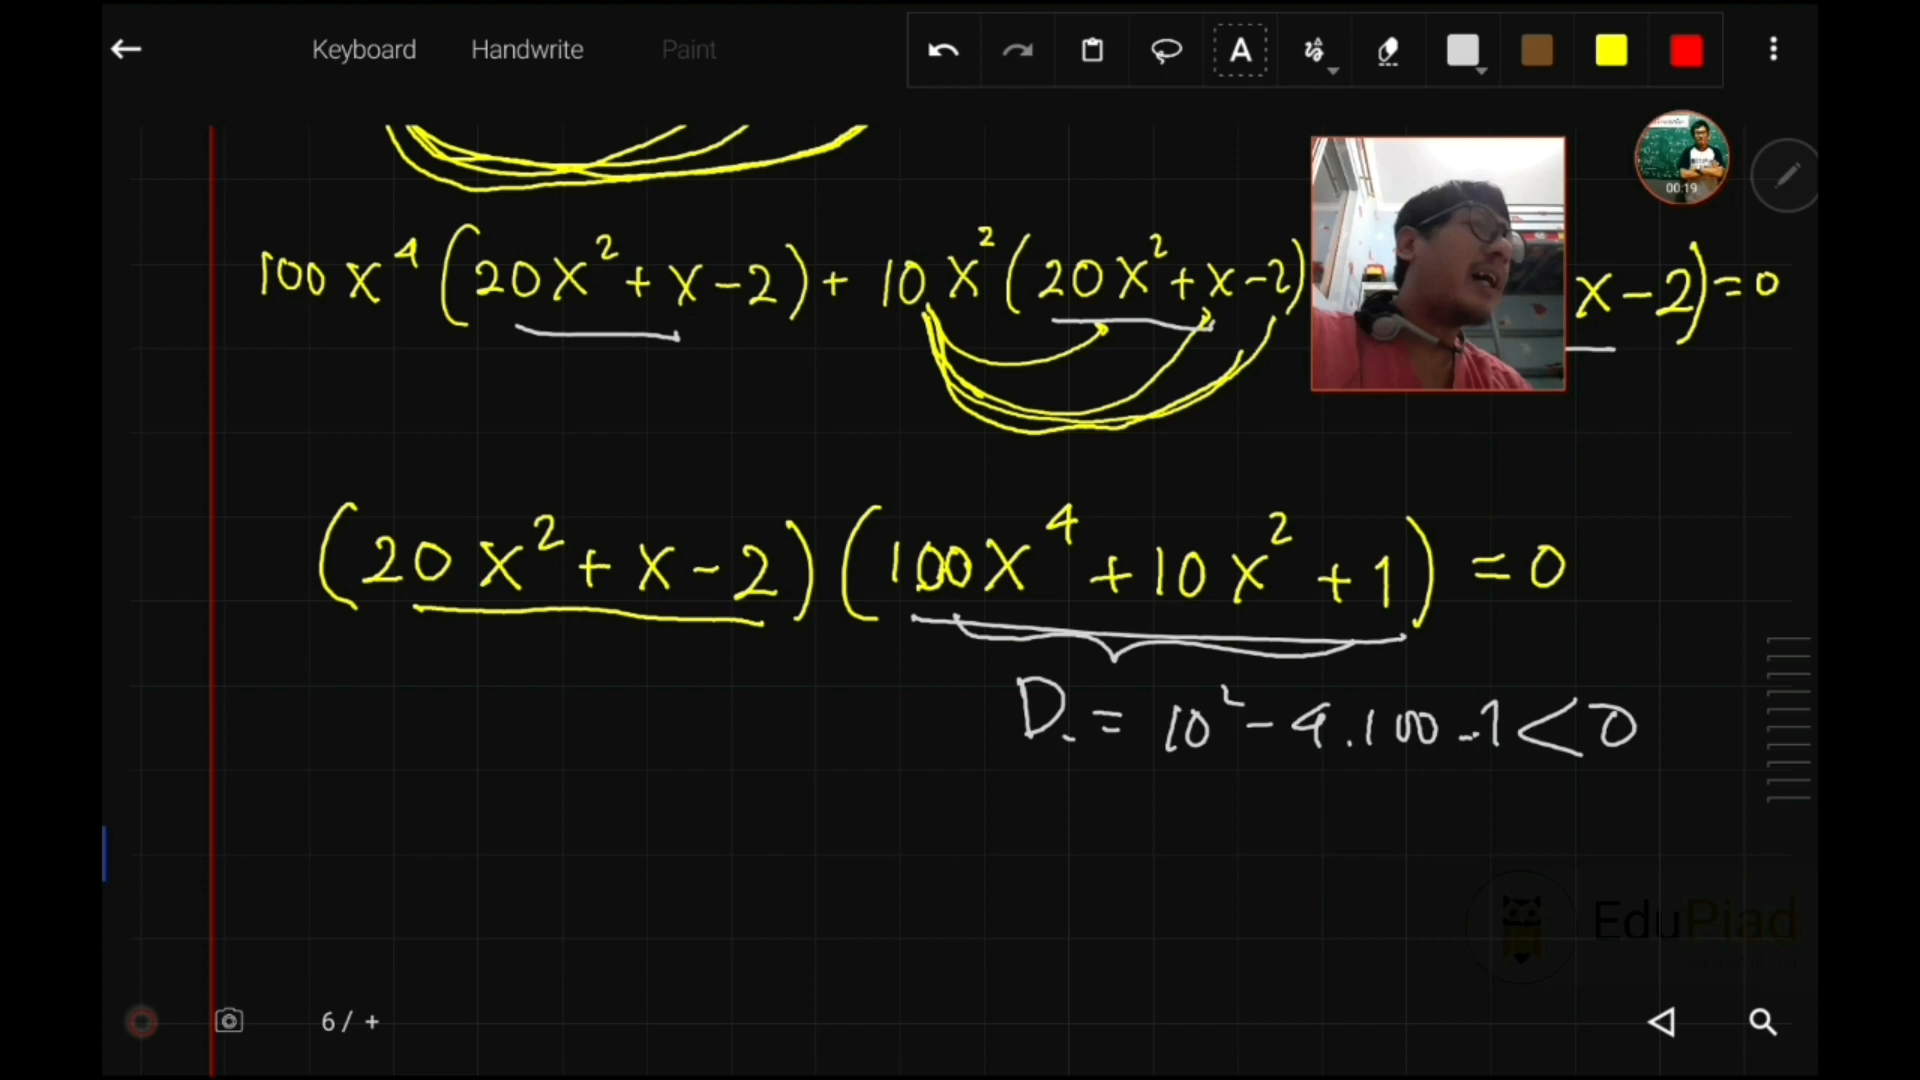 Keyboard Handwrite Paint A
00:19
100x⁴(20x²+x-2)+10x²(20x²+x-2) x-2)=0
(20x²+x-2)(100x⁴+10x²+1)=0
D.=10²-4.100.1<0
EduPiad
6/ +